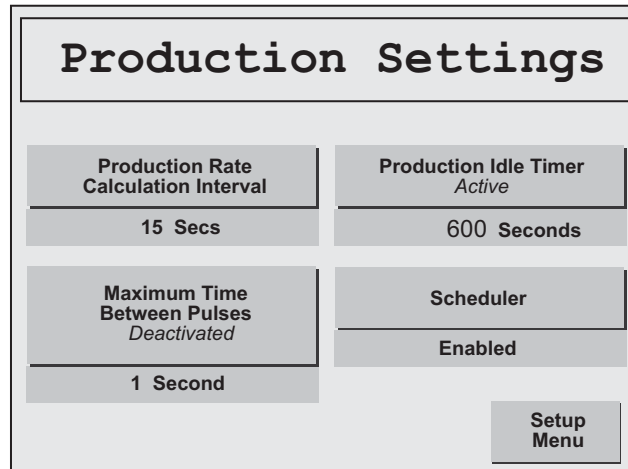 Production Settings
Production Rate
Calculation Interval
15 Secs
Production Idle Timer
Active
600 Seconds
Maximum Time
Between Pulses
Deactivated
1 Second
Scheduler
Enabled
Setup
Menu